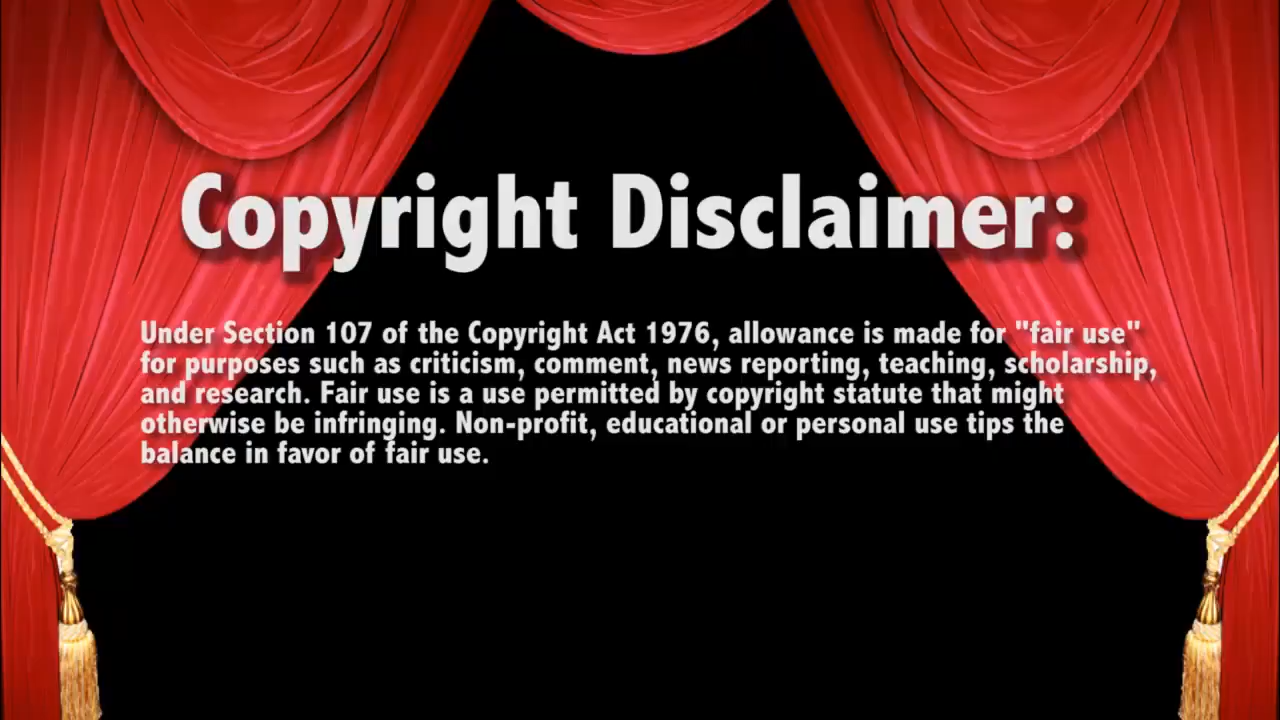 Copyright Disclaimer:
Under Section 107 of the Copyright Act 1976, allowance is made for "fair use"
for purposes such as criticism, comment, news reporting, teaching, scholarship,
and research. Fair use is a use permitted by copyright statute that might
otherwise be infringing. Non-profit, educational or personal use tips the
balance in favor of fair use.